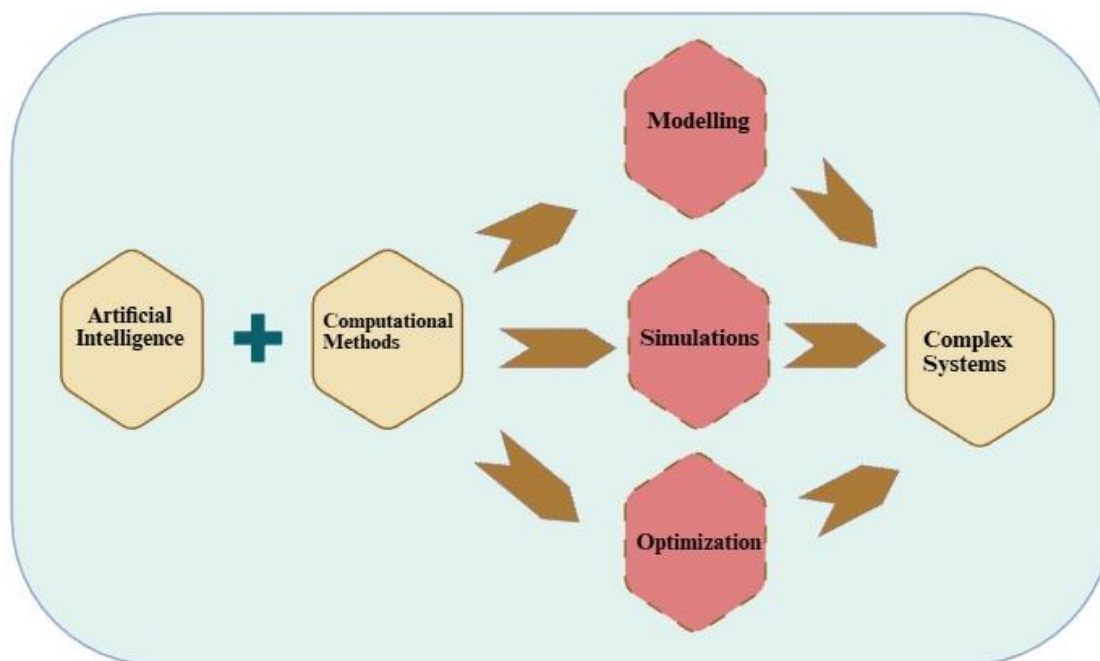 Artificial
Intelligence
Computational
Methods
Modelling
Simulations
Optimization
Complex
Systems